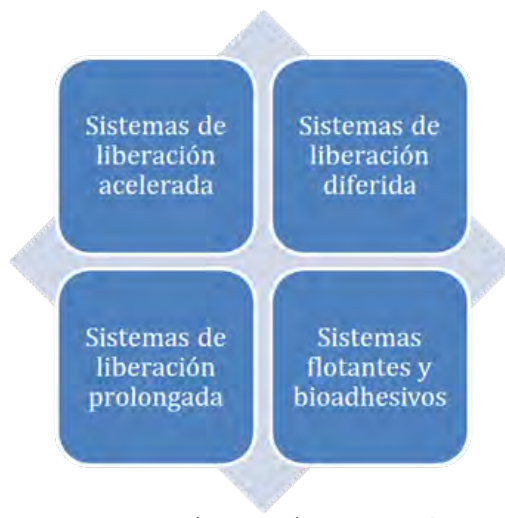 Sistemas de
liberación
acelerada
Sistemas de
liberación
diferida
Sistemas de
liberación
prolongada
Sistemas
flotantes y
bioadhesivos